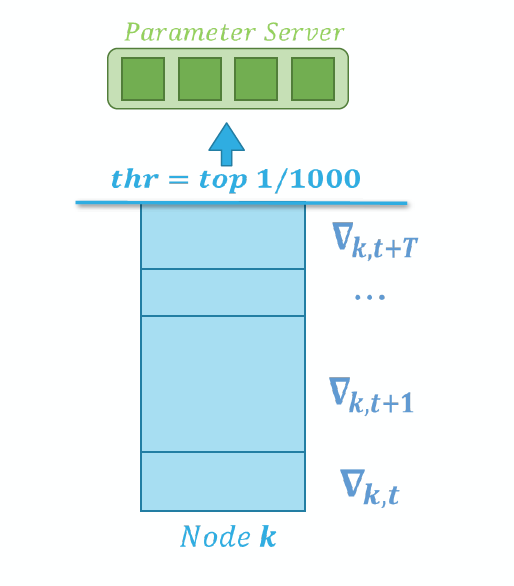 Parameter Server
thr = top 1/1000
∇k,t+T
...
∇k,t+1
∇k,t
Node k